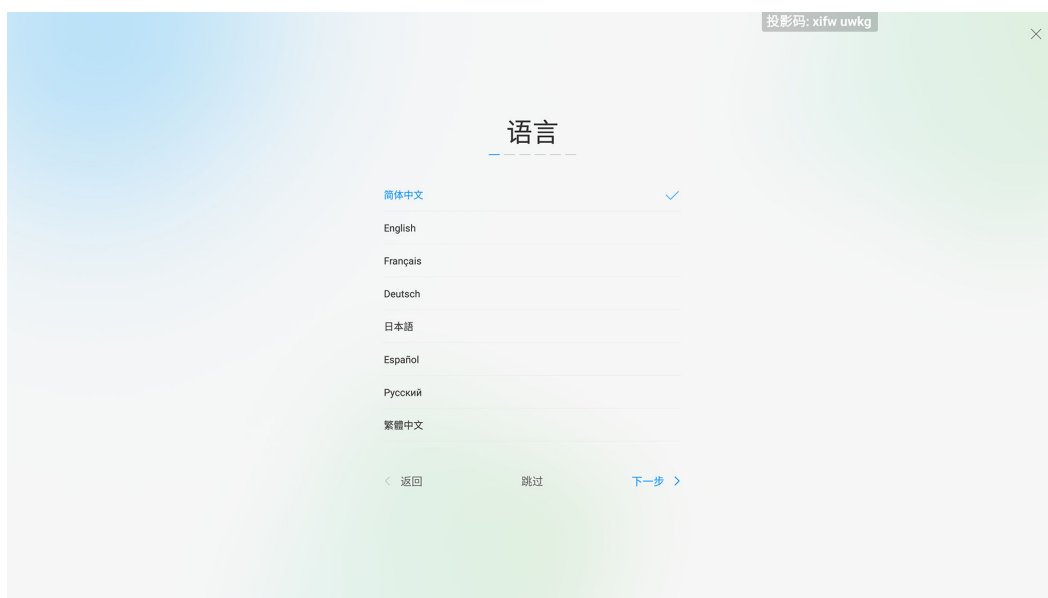 投影码: xifw uwkg
语言
简体中文
English
Français
Deutsch
日本語
Español
Русский
繁體中文
返回 跳过 下一步